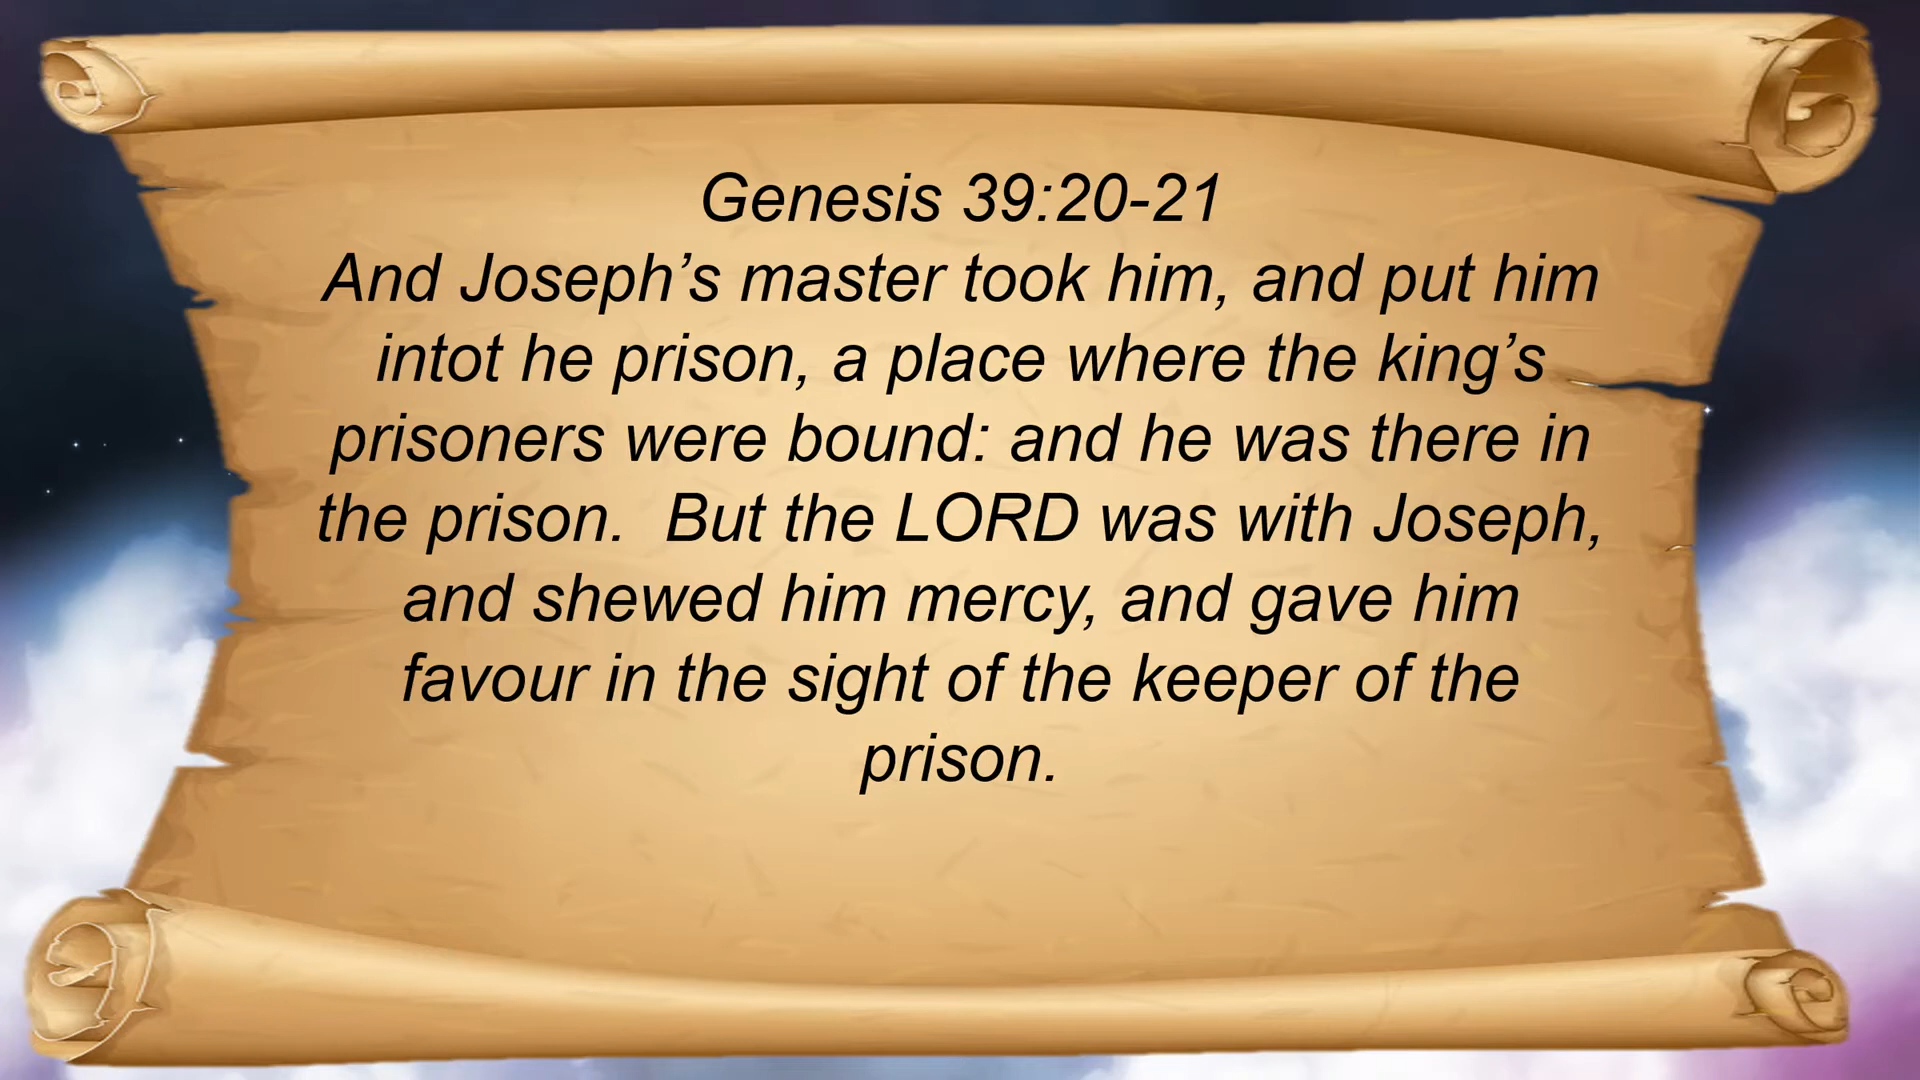 Genesis 39:20-21
And Joseph’s master took him, and put him
intot he prison, a place where the king’s
prisoners were bound: and he was there in
the prison.  But the LORD was with Joseph,
and shewed him mercy, and gave him
favour in the sight of the keeper of the
prison.